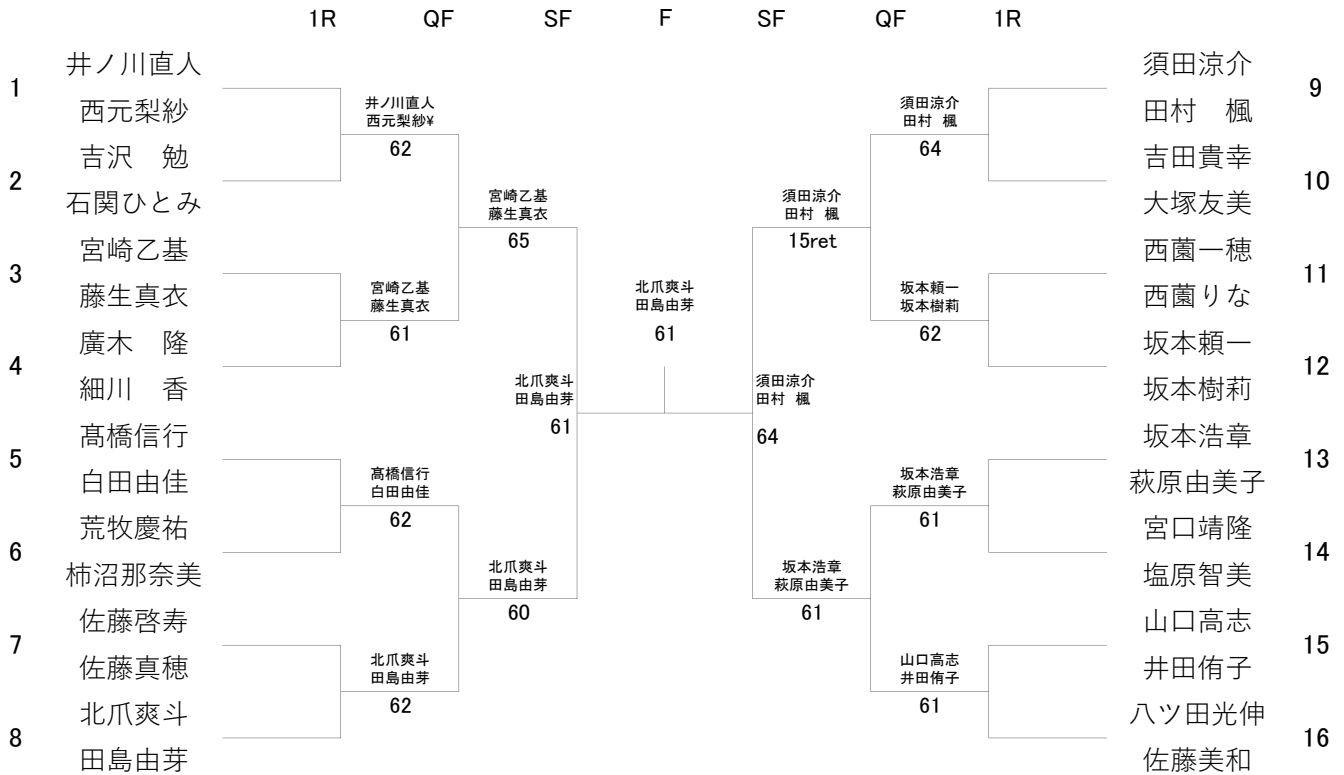 1R QF SF F SF QF 1R
井ノ川直人
1
西元梨紗
吉沢 勉
2
石関ひとみ
宮崎乙基
3
藤生真衣
廣木 隆
4
細川 香
髙橋信行
5
白田由佳
荒牧慶祐
6
柿沼那奈美
佐藤啓寿
7
佐藤真穂
北爪爽斗
8
田島由芽
井ノ川直人
西元梨紗¥
62
宮崎乙基
藤生真衣
61
髙橋信行
白田由佳
62
北爪爽斗
田島由芽
62
宮崎乙基
藤生真衣
65
北爪爽斗
田島由芽
60
北爪爽斗
田島由芽
61
北爪爽斗
田島由芽
61
須田涼介
田村 楓
64
須田涼介
田村 楓
15ret
坂本浩章
萩原由美子
61
須田涼介
田村 楓
64
坂本頼一
坂本樹莉
62
坂本浩章
萩原由美子
61
山口高志
井田侑子
61
須田涼介
9
田村 楓
吉田貴幸
10
大塚友美
西薗一穂
11
西薗りな
坂本頼一
12
坂本樹莉
坂本浩章
13
萩原由美子
宮口靖隆
14
塩原智美
山口高志
15
井田侑子
八ツ田光伸
16
佐藤美和